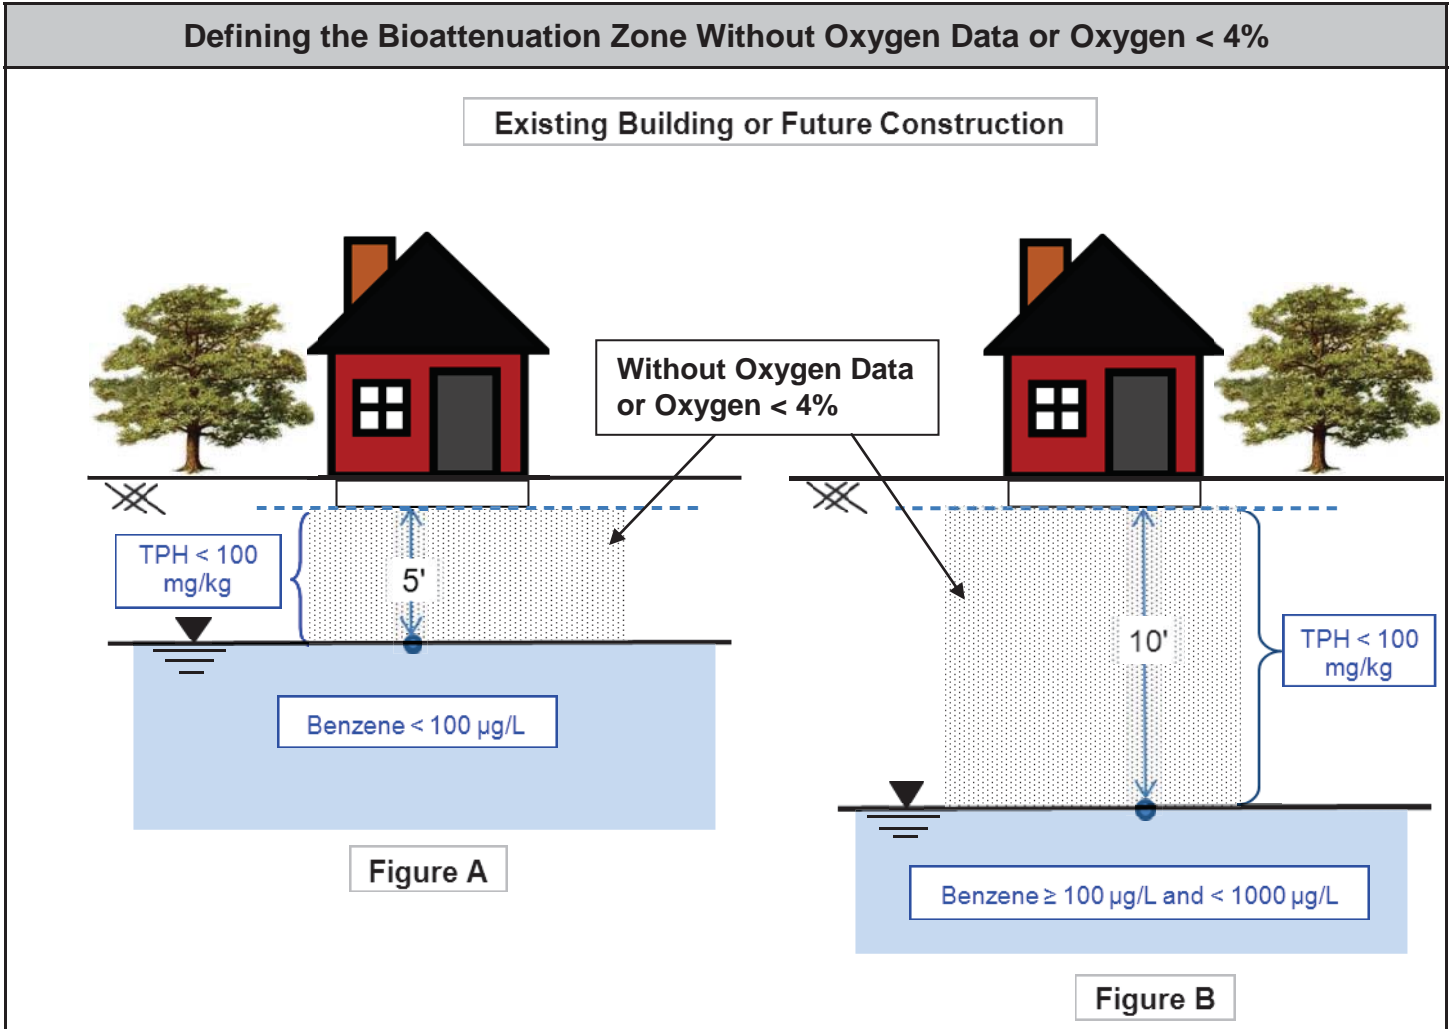 Defining the Bioattenuation Zone Without Oxygen Data or Oxygen < 4%
Existing Building or Future Construction
Without Oxygen Data
or Oxygen < 4%
TPH < 100
mg/kg
5'
Benzene < 100 µg/L
Figure A
10'
TPH < 100
mg/kg
Benzene ≥ 100 µg/L and < 1000 µg/L
Figure B